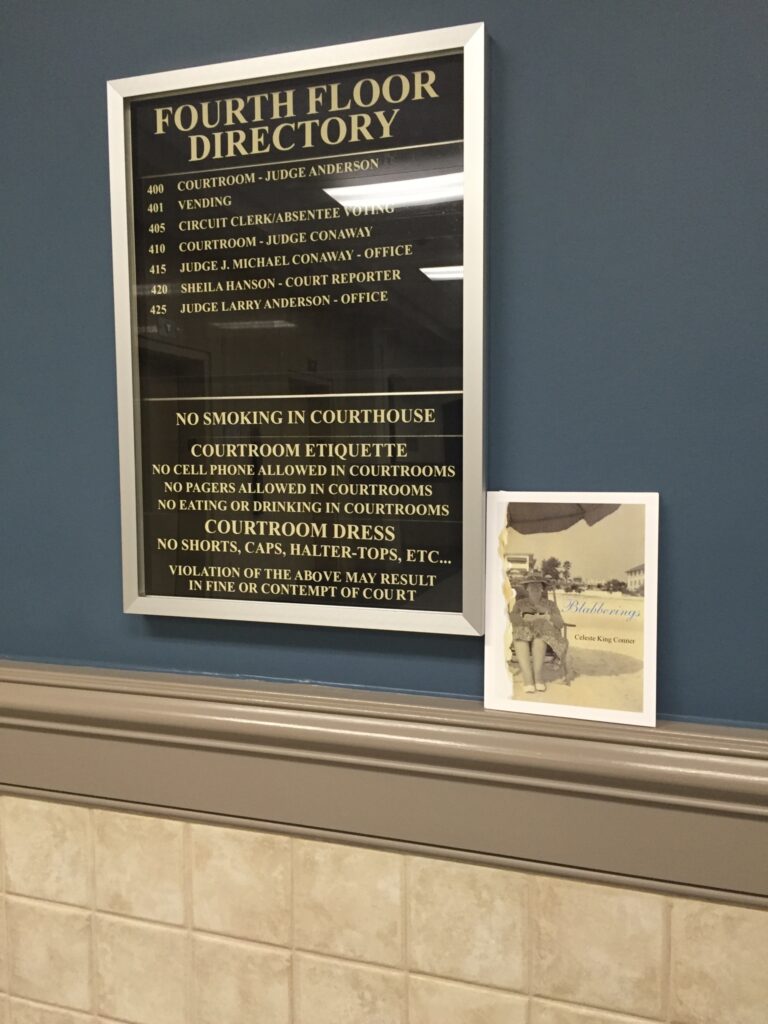 FOURTH FLOOR
DIRECTORY
400 COURTROOM - JUDGE ANDERSON
401 VENDING
405 CIRCUIT CLERK/ABSENTEE VOTING
410 COURTROOM - JUDGE CONAWAY
415 JUDGE J. MICHAEL CONAWAY - OFFICE
420 SHEILA HANSON - COURT REPORTER
425 JUDGE LARRY ANDERSON - OFFICE
NO SMOKING IN COURTHOUSE
COURTROOM ETIQUETTE
NO CELL PHONE ALLOWED IN COURTROOMS
NO PAGERS ALLOWED IN COURTROOMS
NO EATING OR DRINKING IN COURTROOMS
COURTROOM DRESS
NO SHORTS, CAPS, HALTER-TOPS, ETC...
VIOLATION OF THE ABOVE MAY RESULT
IN FINE OR CONTEMPT OF COURT
Blabberings
Celeste King Conner